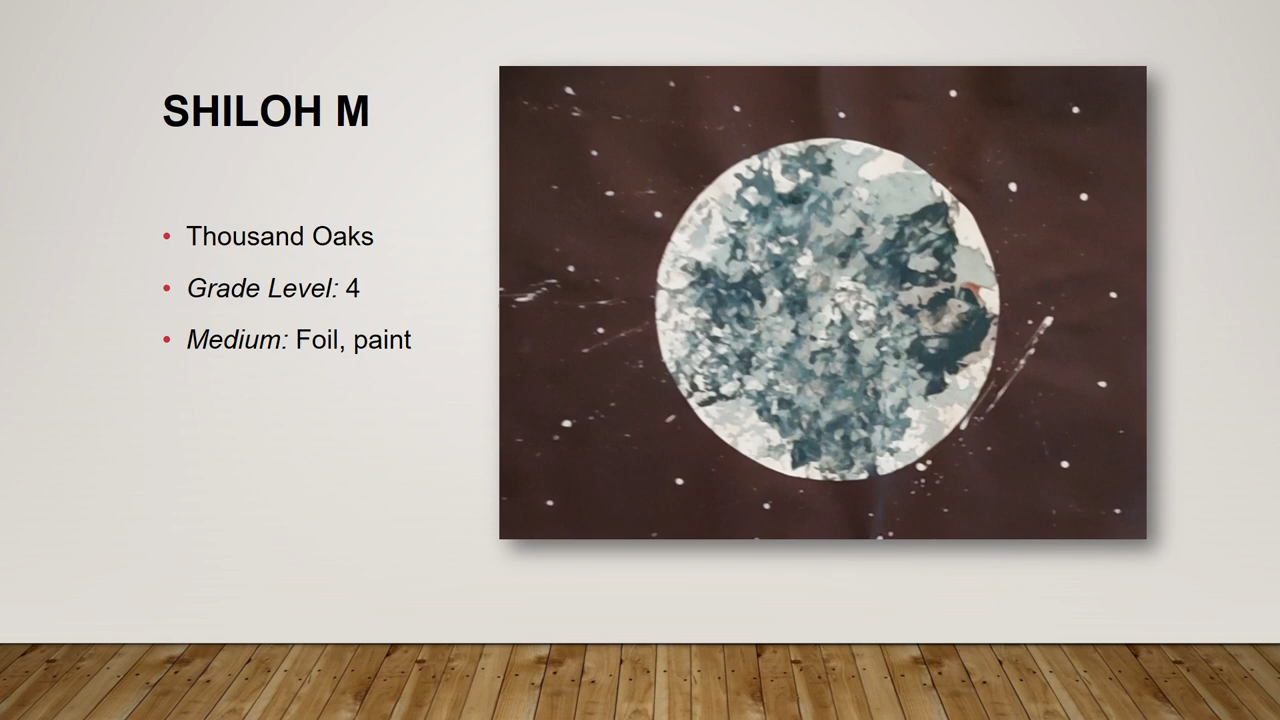 SHILOH M
Thousand Oaks
Grade Level: 4
Medium: Foil, paint